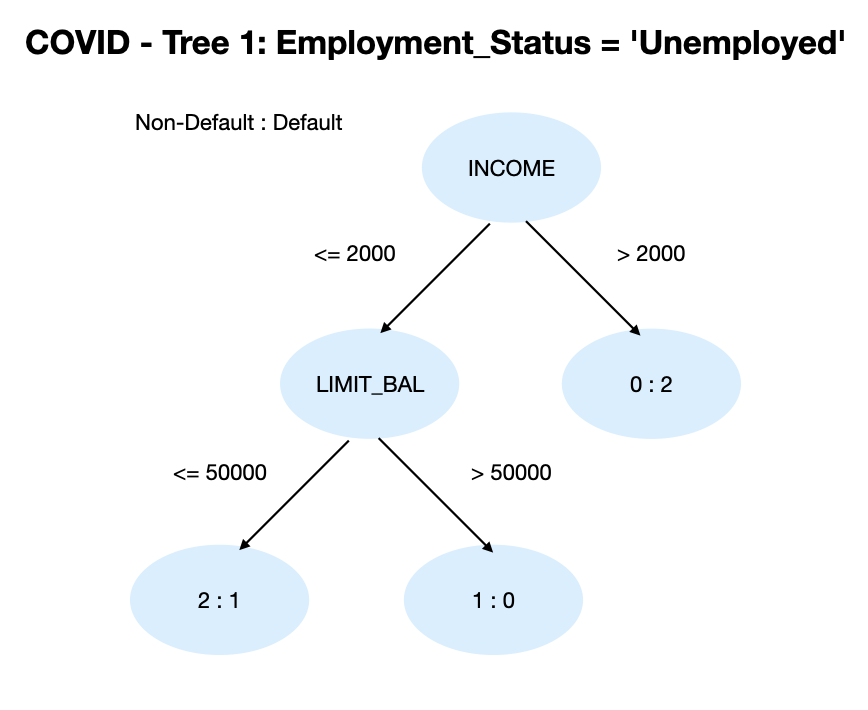 COVID - Tree 1: Employment_Status = 'Unemployed'
Non-Default : Default
INCOME
<= 2000
> 2000
LIMIT_BAL
0 : 2
<= 50000
> 50000
2 : 1
1 : 0